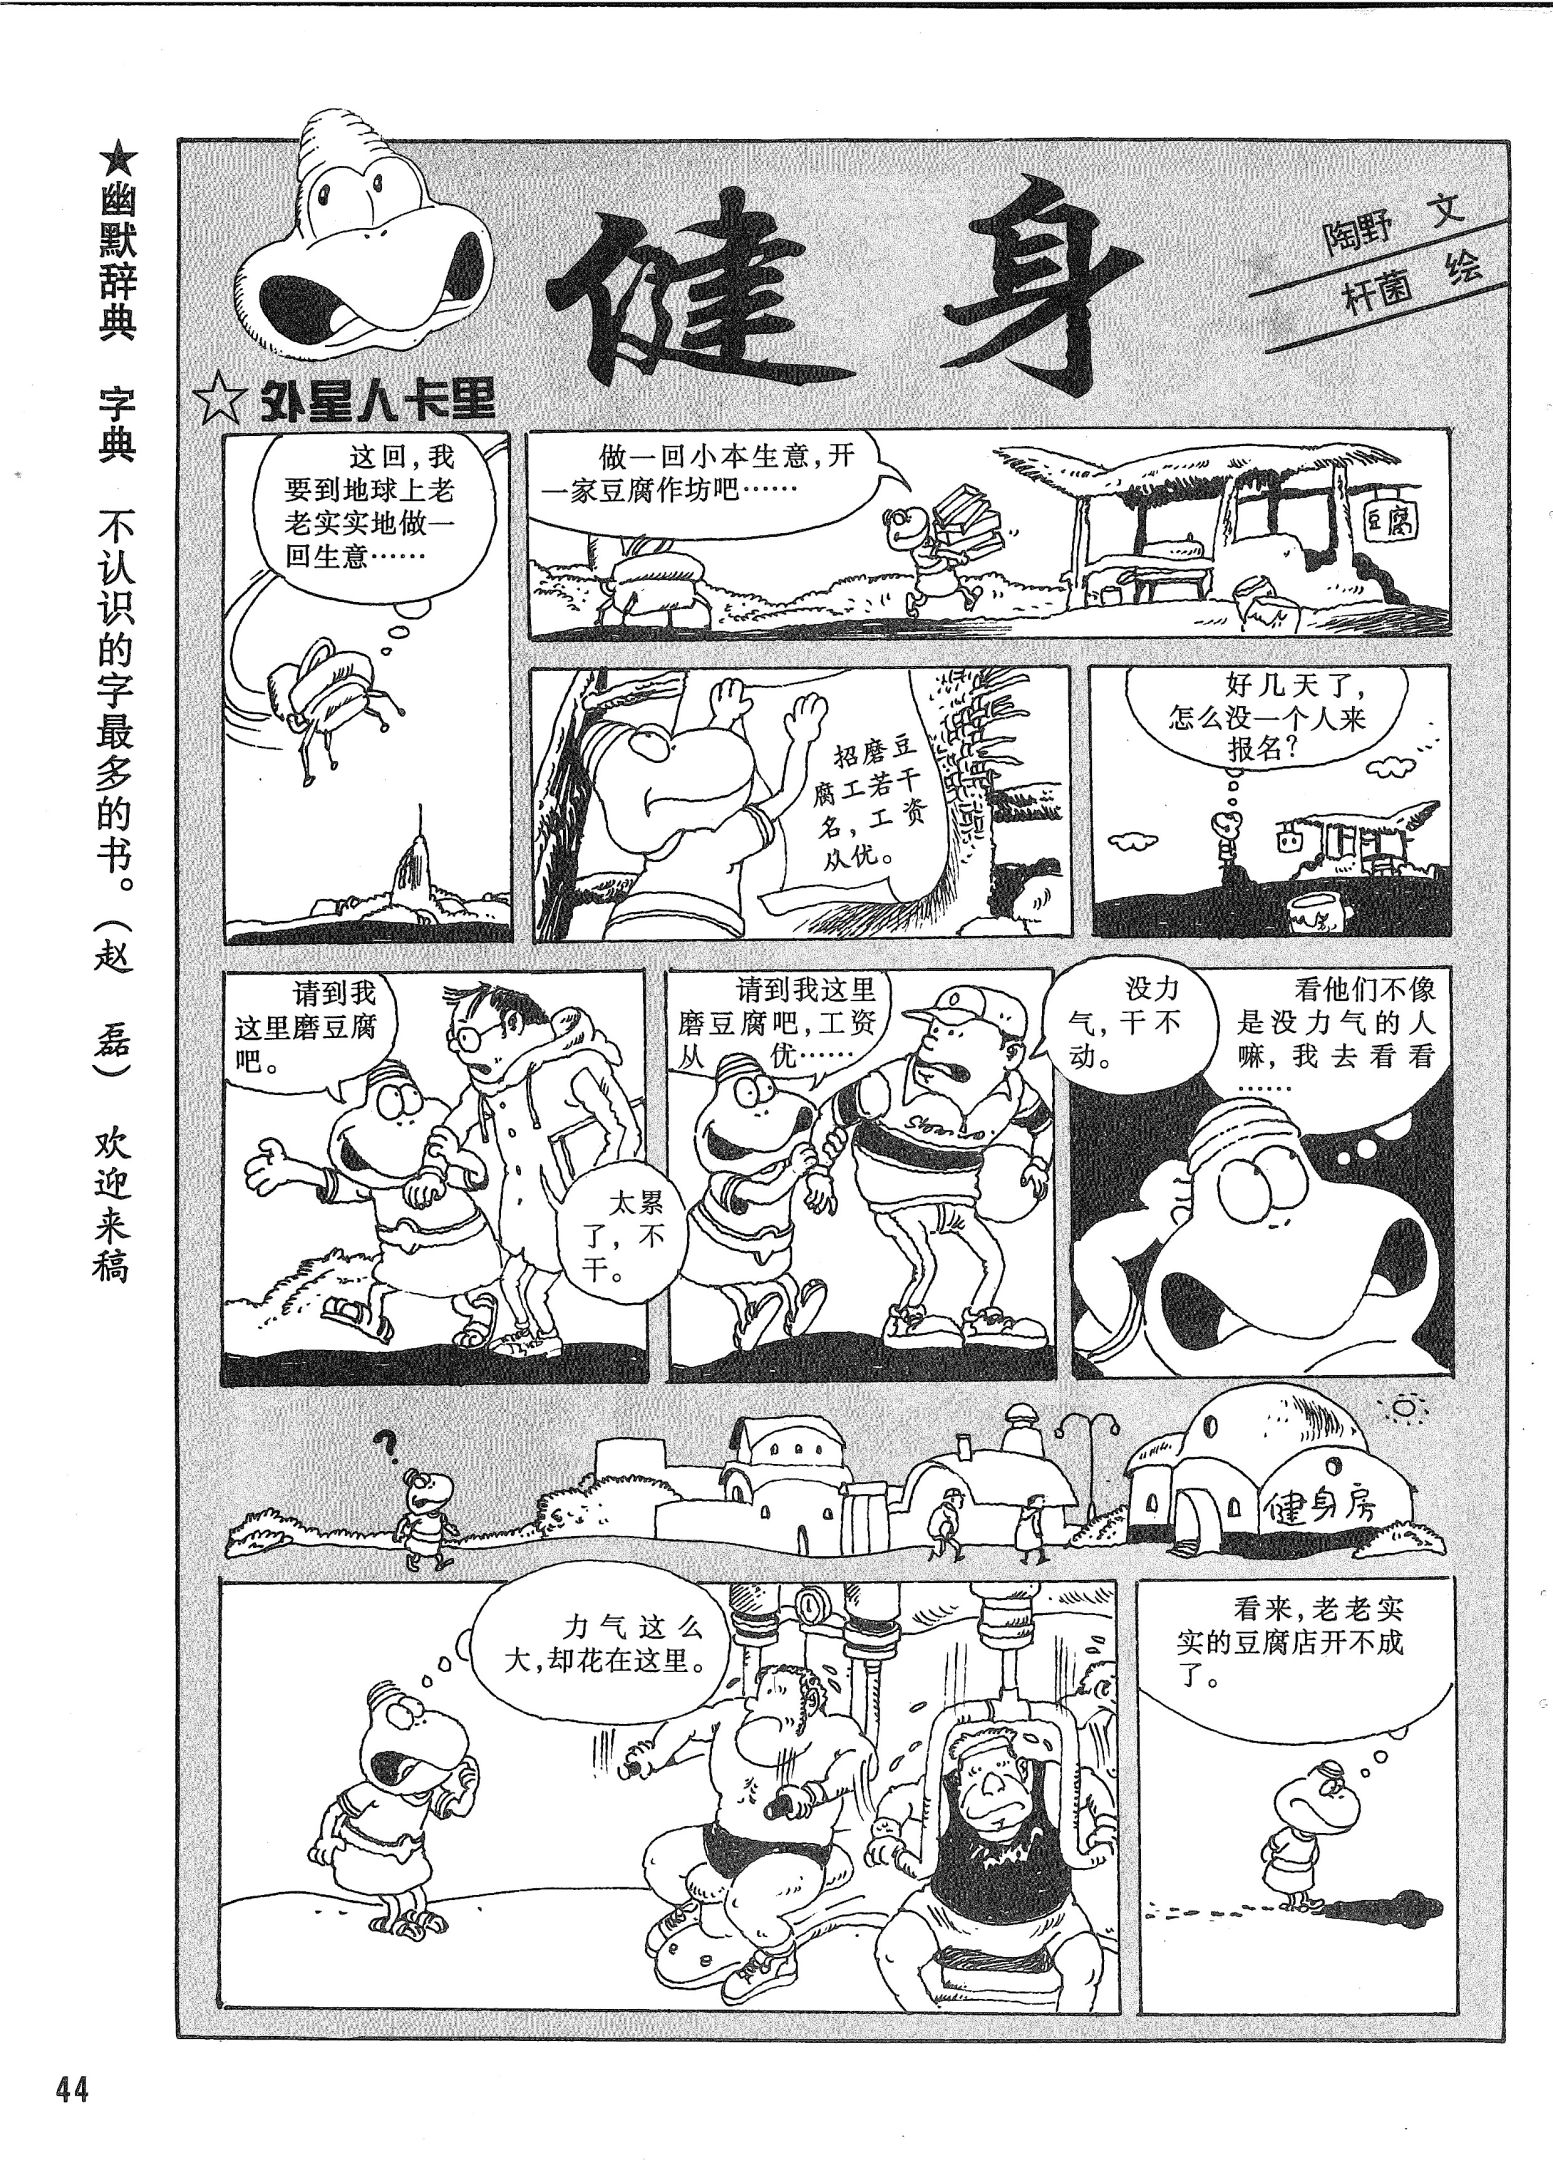 ★幽默辞典 字典 不认识的字最多的书。(赵 磊) 欢迎来稿
健身
陶野 文
杆菌 绘
☆外星人卡里
这回,我
要到地球上老
老实实地做一
回生意……
做一回小本生意,开
一家豆腐作坊吧……
豆腐
招磨豆
腐工若干
名,工资
从优。
好几天了,
怎么没一个人来
报名?
请到我
这里磨豆腐
吧。
太累
了,不
干。
请到我这里
磨豆腐吧,工资
从优……
没力
气,干不
动。
看他们不像
是没力气的人
嘛,我去看看
……
?
健身房
力气这么
大,却花在这里。
看来,老老实
实的豆腐店开不成
了。
44